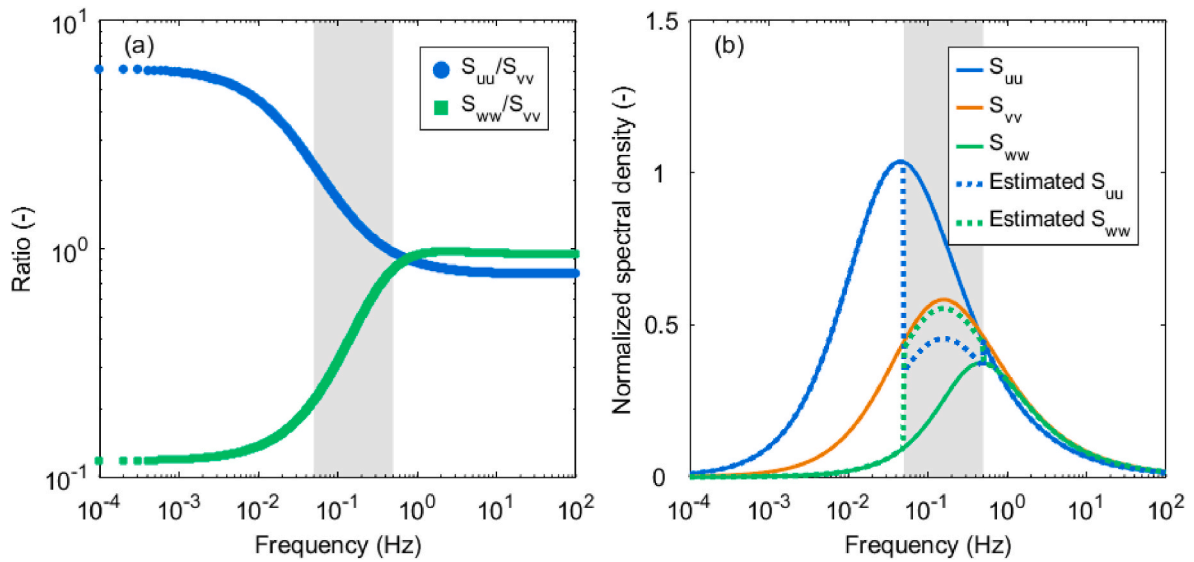 (a)
S_uu/S_vv
S_ww/S_vv
10^1
10^0
10^-1
Ratio (-)
10^-4 10^-3 10^-2 10^-1 10^0 10^1 10^2
Frequency (Hz)
(b)
S_uu
S_vv
S_ww
Estimated S_uu
Estimated S_ww
1.5
1
0.5
0
Normalized spectral density (-)
10^-4 10^-3 10^-2 10^-1 10^0 10^1 10^2
Frequency (Hz)